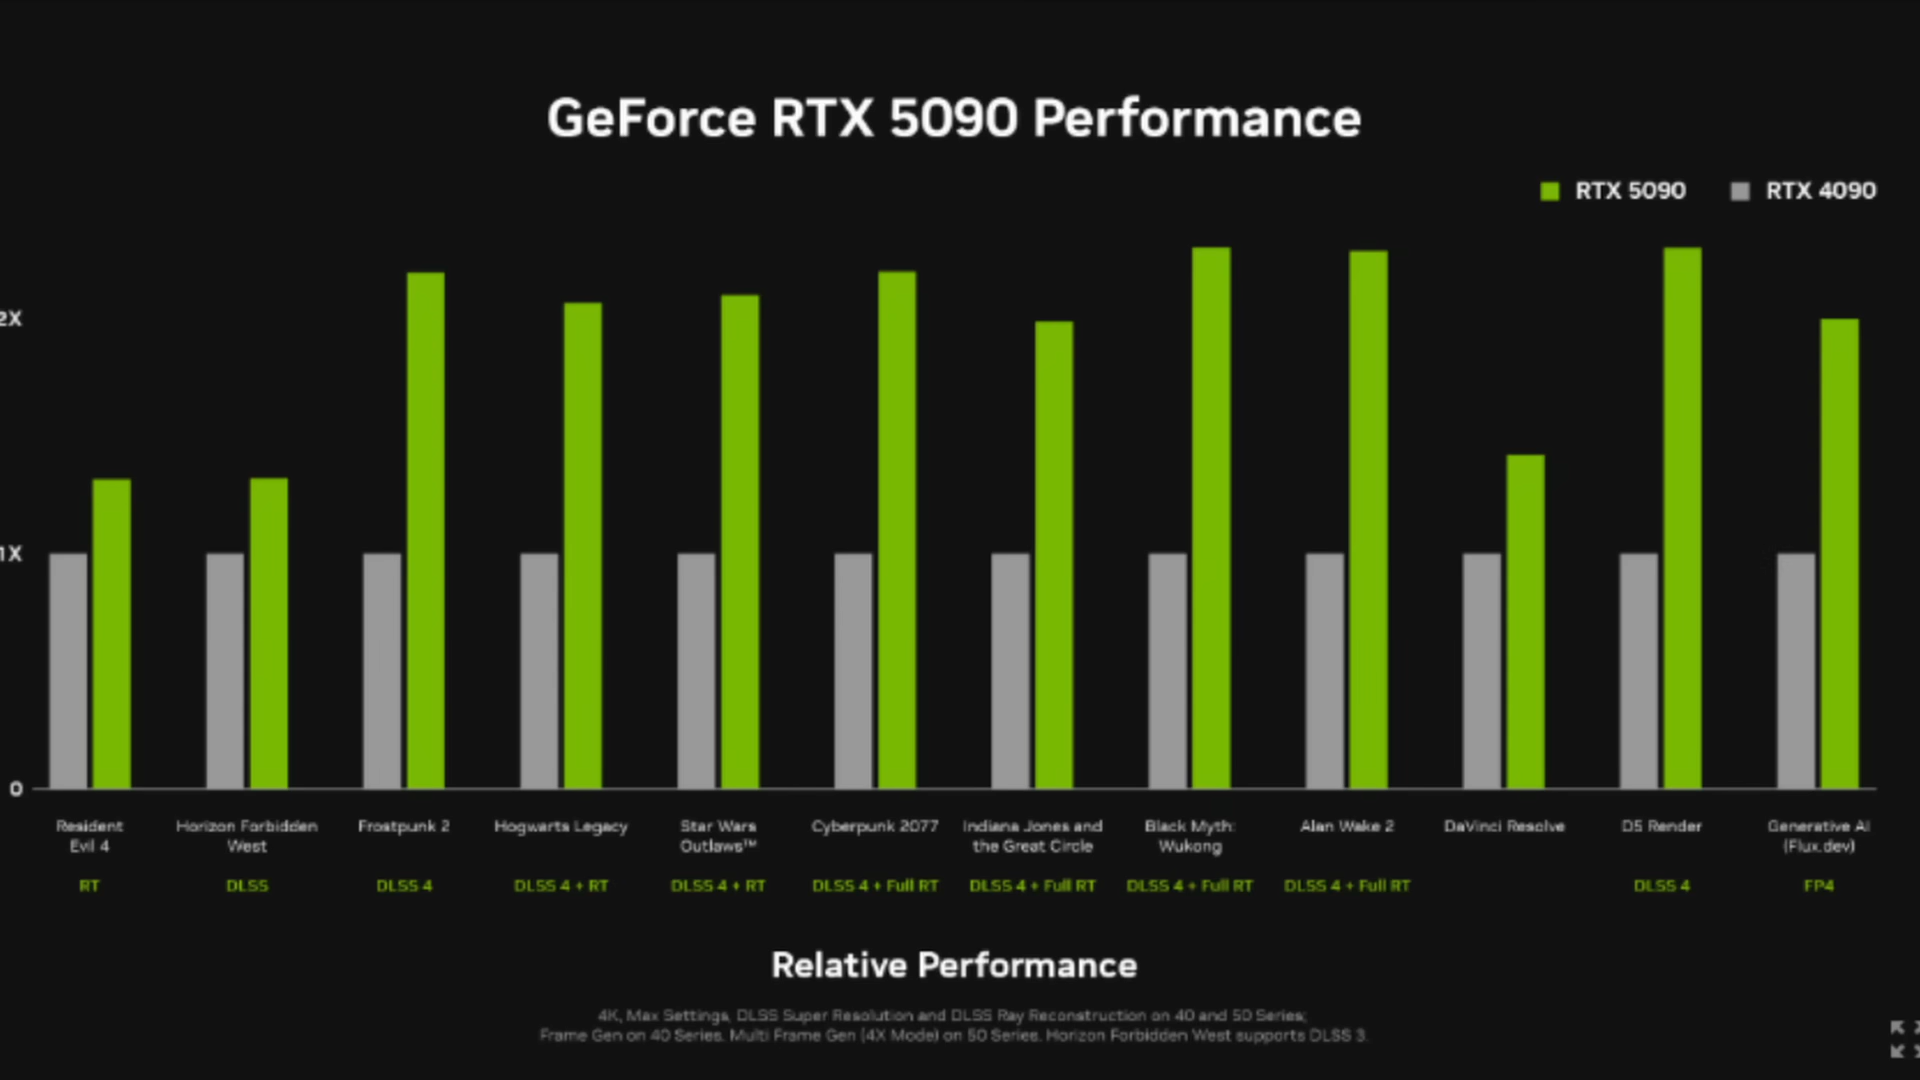 GeForce RTX 5090 Performance
RTX 5090 RTX 4090
2X
1X
0
Resident
Evil 4
RT
Horizon Forbidden
West
DLSS
Frostpunk 2
DLSS 4
Hogwarts Legacy
DLSS 4 + RT
Star Wars
Outlaws™
DLSS 4 + RT
Cyberpunk 2077
DLSS 4 + Full RT
Indiana Jones and
the Great Circle
DLSS 4 + Full RT
Black Myth:
Wukong
DLSS 4 + Full RT
Alan Wake 2
DLSS 4 + Full RT
DaVinci Resolve
D5 Render
DLSS 4
Generative AI
(Flux.dev)
FP4
Relative Performance
4K, Max Settings, DLSS Super Resolution and DLSS Ray Reconstruction on 40 and 50 Series;
Frame Gen on 40 Series. Multi Frame Gen (4X Mode) on 50 Series. Horizon Forbidden West supports DLSS 3.